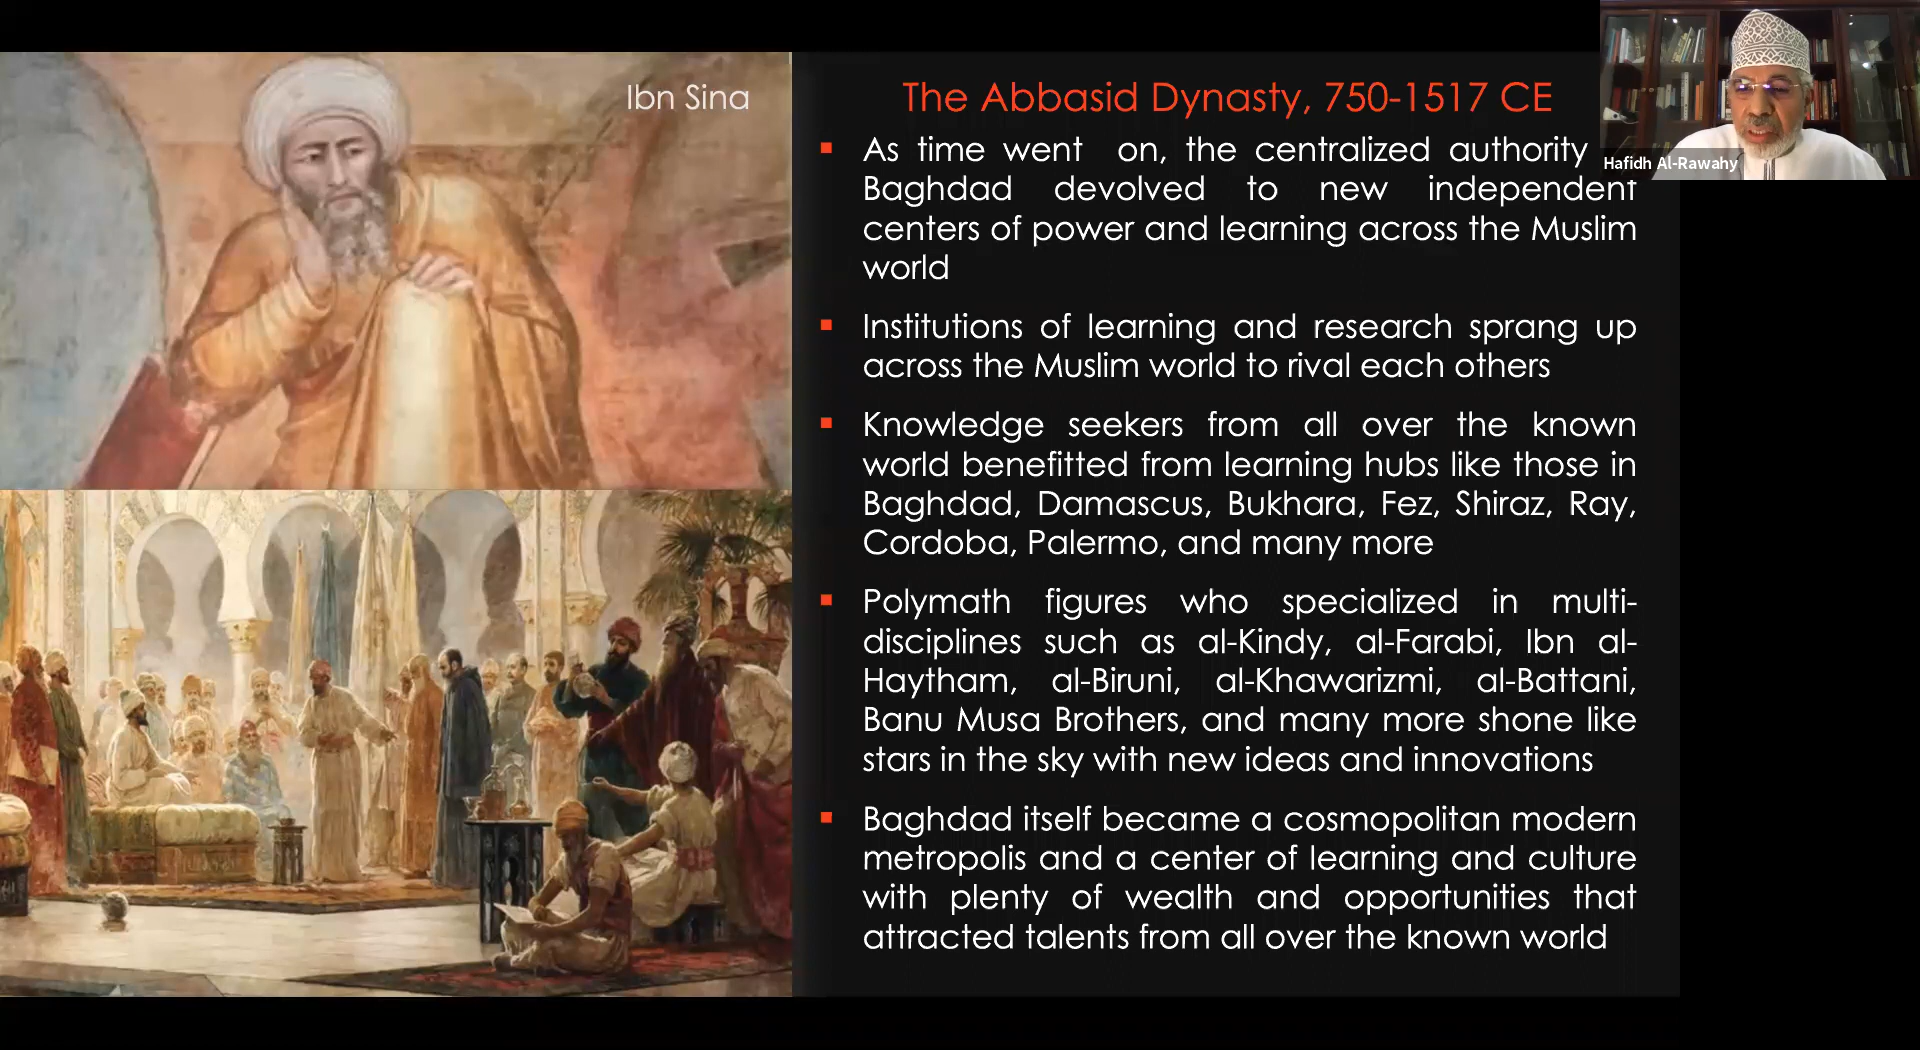 Ibn Sina
The Abbasid Dynasty, 750-1517 CE
▪ As time went on, the centralized authority
Baghdad devolved to new independent
centers of power and learning across the Muslim
world
▪ Institutions of learning and research sprang up
across the Muslim world to rival each others
▪ Knowledge seekers from all over the known
world benefitted from learning hubs like those in
Baghdad, Damascus, Bukhara, Fez, Shiraz, Ray,
Cordoba, Palermo, and many more
▪ Polymath figures who specialized in multi-
disciplines such as al-Kindy, al-Farabi, Ibn al-
Haytham, al-Biruni, al-Khawarizmi, al-Battani,
Banu Musa Brothers, and many more shone like
stars in the sky with new ideas and innovations
▪ Baghdad itself became a cosmopolitan modern
metropolis and a center of learning and culture
with plenty of wealth and opportunities that
attracted talents from all over the known world
Hafidh Al-Rawahy